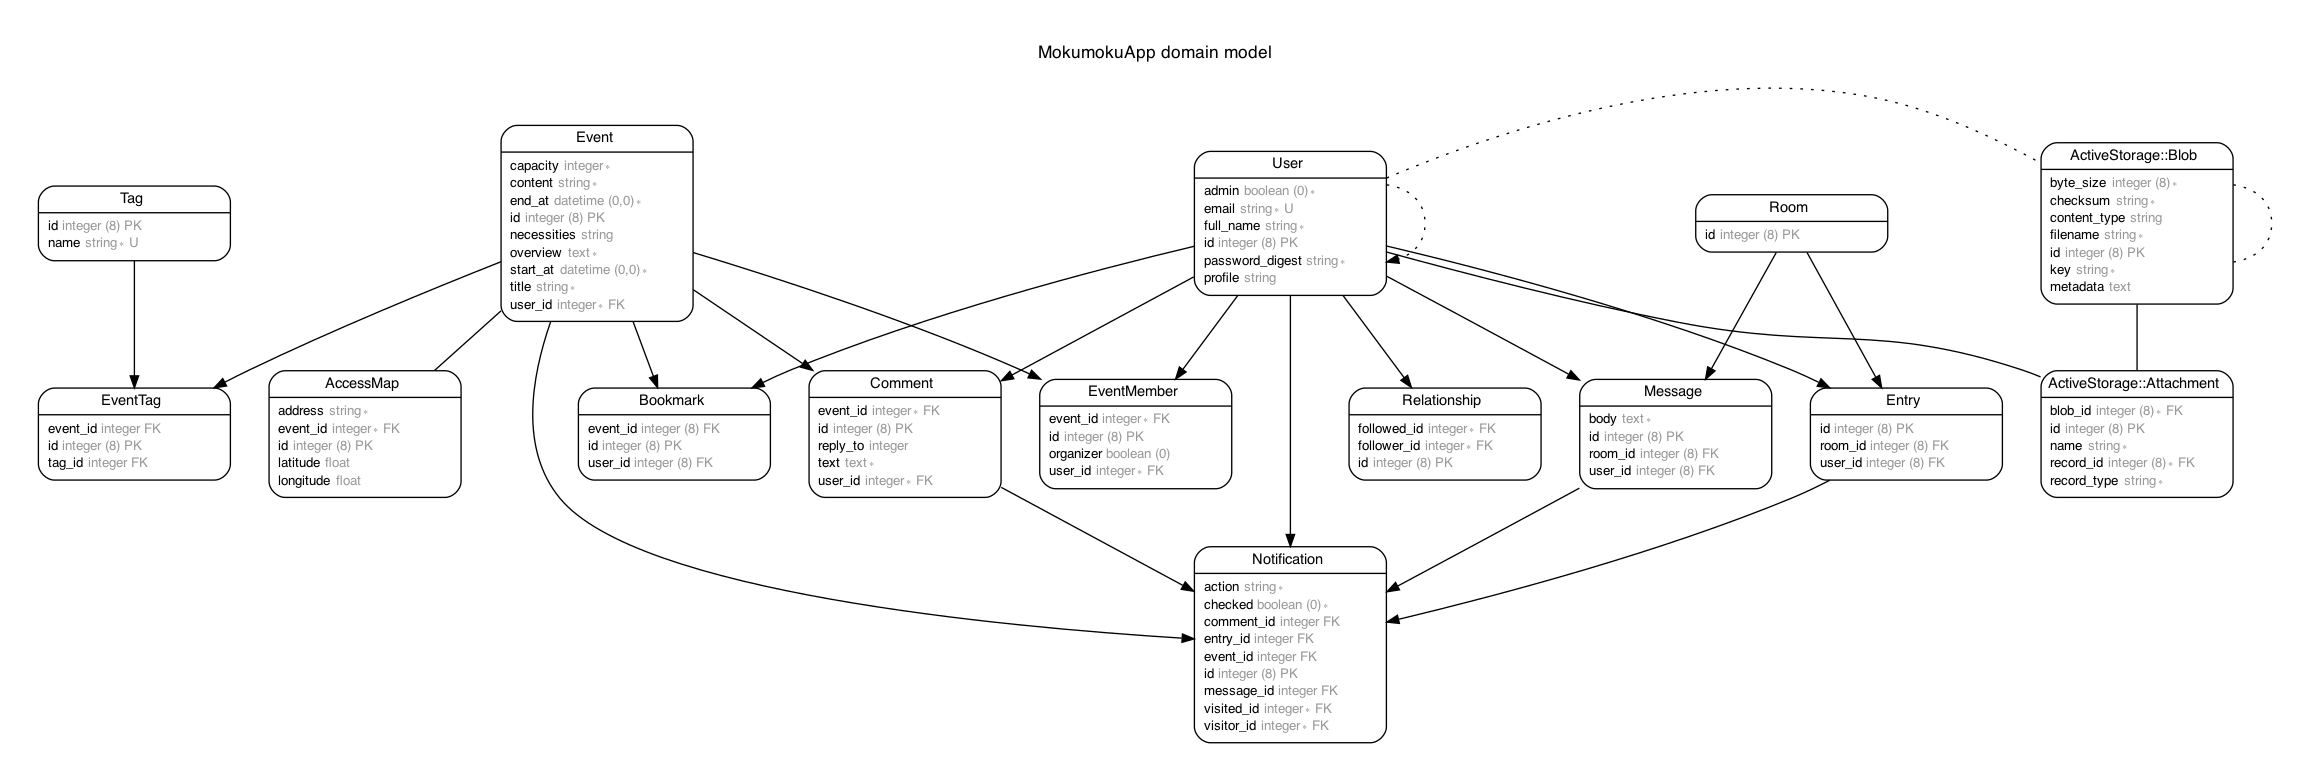 MokumokuApp domain model
Tag
id integer (8) PK
name string∗ U
Event
capacity integer∗
content string∗
end_at datetime (0,0)∗
id integer (8) PK
necessities string
overview text∗
start_at datetime (0,0)∗
title string∗
user_id integer∗ FK
User
admin boolean (0)∗
email string∗ U
full_name string∗
id integer (8) PK
password_digest string∗
profile string
Room
id integer (8) PK
ActiveStorage::Blob
byte_size integer (8)∗
checksum string∗
content_type string
filename string∗
id integer (8) PK
key string∗
metadata text
EventTag
event_id integer FK
id integer (8) PK
tag_id integer FK
AccessMap
address string∗
event_id integer∗ FK
id integer (8) PK
latitude float
longitude float
Bookmark
event_id integer (8) FK
id integer (8) PK
user_id integer (8) FK
Comment
event_id integer∗ FK
id integer (8) PK
reply_to integer
text text∗
user_id integer∗ FK
EventMember
event_id integer∗ FK
id integer (8) PK
organizer boolean (0)
user_id integer∗ FK
Relationship
followed_id integer∗ FK
follower_id integer∗ FK
id integer (8) PK
Message
body text∗
id integer (8) PK
room_id integer (8) FK
user_id integer (8) FK
Entry
id integer (8) PK
room_id integer (8) FK
user_id integer (8) FK
ActiveStorage::Attachment
blob_id integer (8)∗ FK
id integer (8) PK
name string∗
record_id integer (8)∗ FK
record_type string∗
Notification
action string∗
checked boolean (0)∗
comment_id integer FK
entry_id integer FK
event_id integer FK
id integer (8) PK
message_id integer FK
visited_id integer∗ FK
visitor_id integer∗ FK